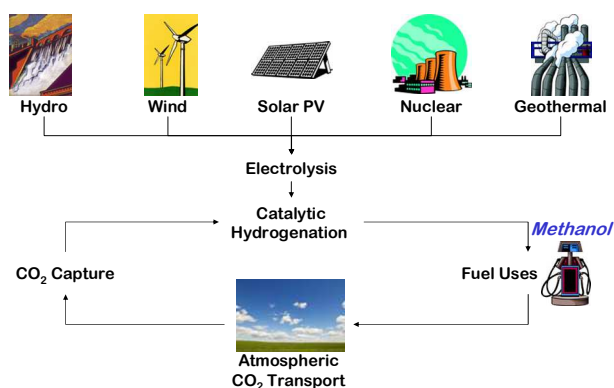 Hydro
Wind
Solar PV
Nuclear
Geothermal
Electrolysis
Catalytic
Hydrogenation
Methanol
CO₂ Capture
Fuel Uses
Atmospheric
CO₂ Transport